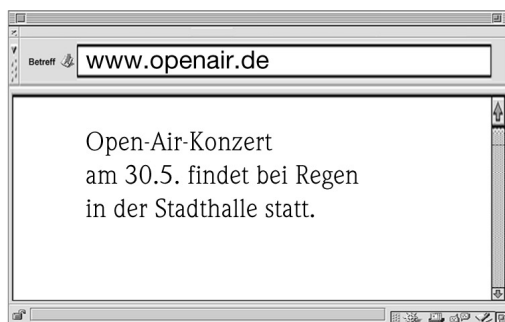 Betreff www.openair.de
Open-Air-Konzert
am 30.5. findet bei Regen
in der Stadthalle statt.